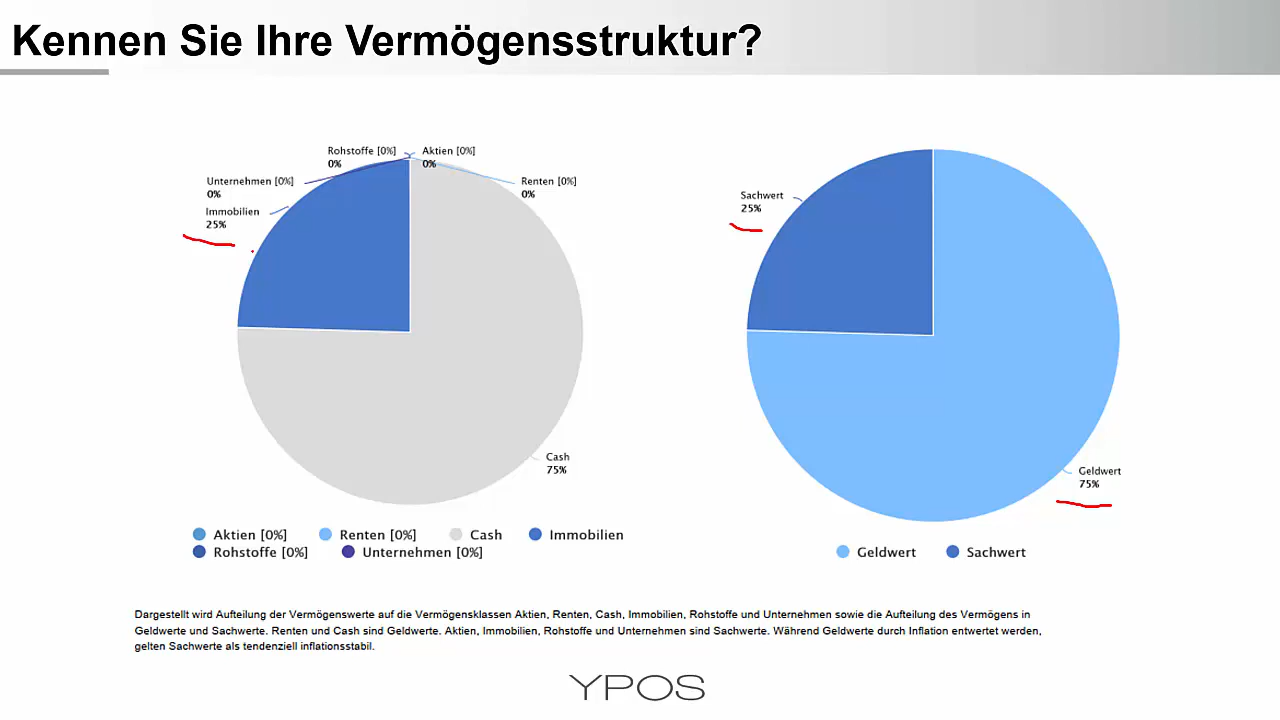 Kennen Sie Ihre Vermögensstruktur?
Rohstoffe [0%]
0%
Aktien [0%]
0%
Unternehmen [0%]
0%
Renten [0%]
0%
Immobilien
25%
Cash
75%
Aktien [0%] Renten [0%] Cash Immobilien
Rohstoffe [0%] Unternehmen [0%]
Sachwert
25%
Geldwert
75%
Geldwert Sachwert
Dargestellt wird Aufteilung der Vermögenswerte auf die Vermögensklassen Aktien, Renten, Cash, Immobilien, Rohstoffe und Unternehmen sowie die Aufteilung des Vermögens in
Geldwerte und Sachwerte. Renten und Cash sind Geldwerte. Aktien, Immobilien, Rohstoffe und Unternehmen sind Sachwerte. Während Geldwerte durch Inflation entwertet werden,
gelten Sachwerte als tendenziell inflationsstabil.
YPOS